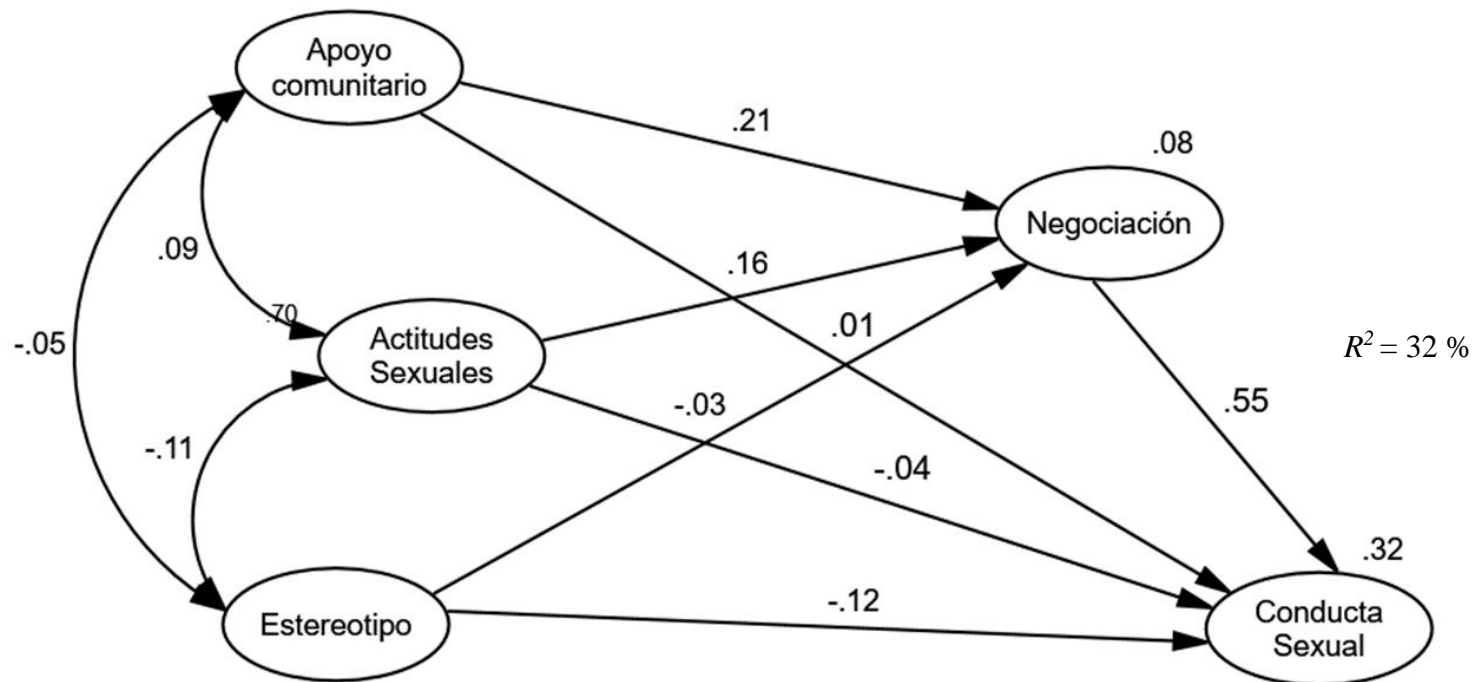 Apoyo
comunitario
.21
.08
Negociación
.09
.16
.70
.01
-.05
Actitudes
Sexuales
R² = 32 %
-.03
.55
-.11
-.04
.32
-.12
Estereotipo
Conducta
Sexual